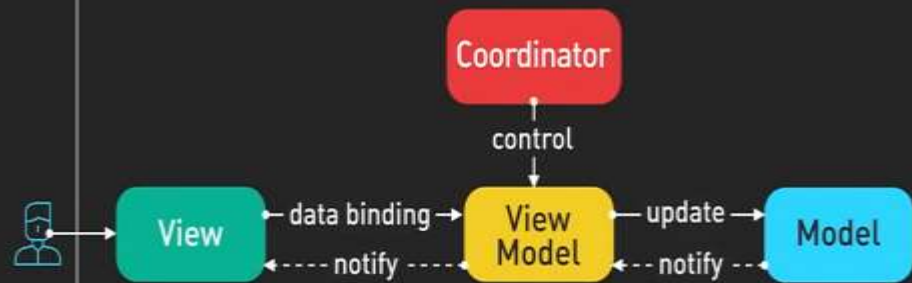 Coordinator
control
View
data binding
View
Model
update
Model
notify
notify